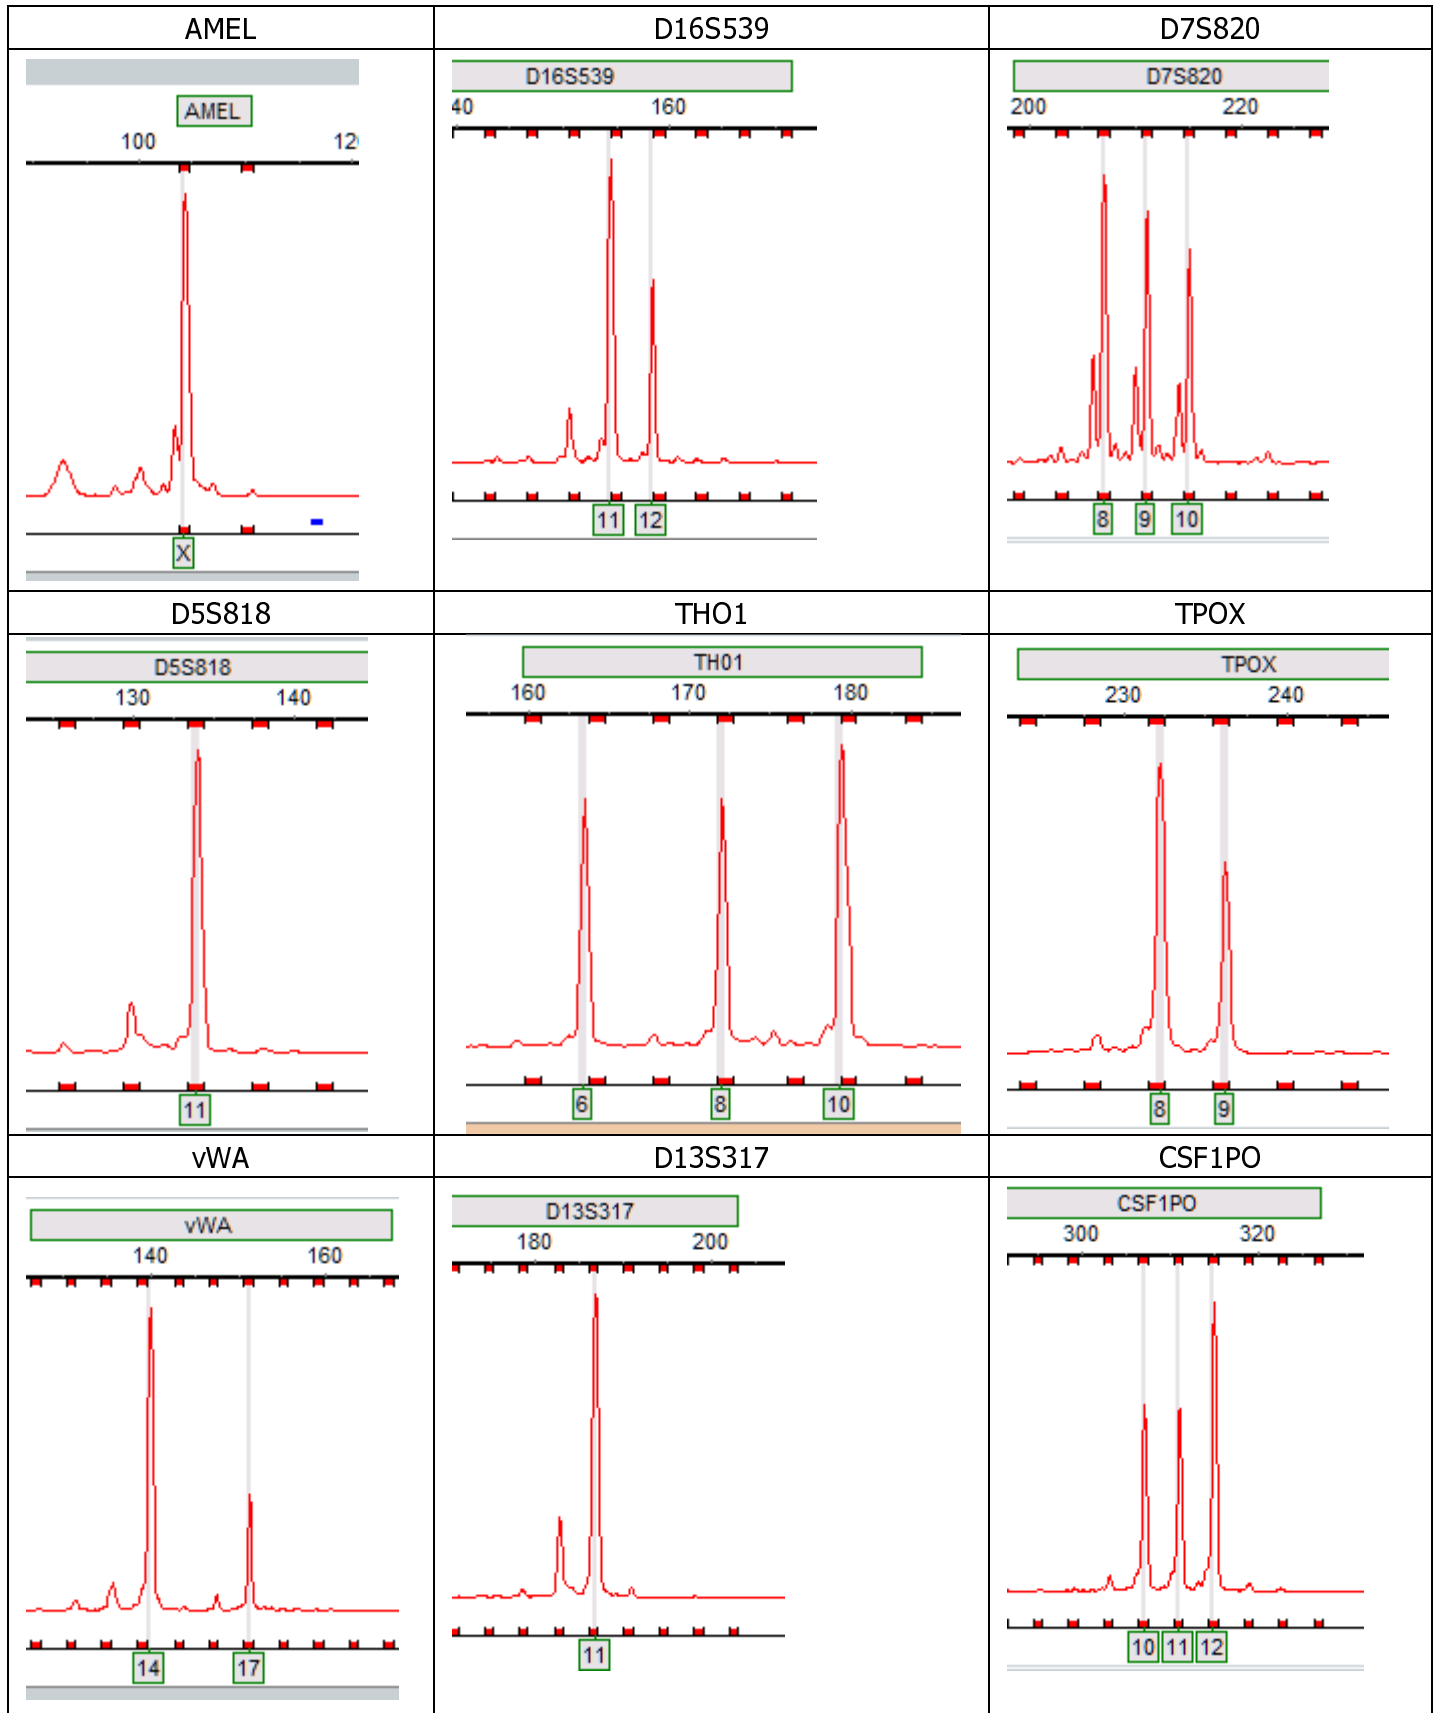 AMEL
D16S539
D7S820
AMEL
100
12
X
D16S539
40 160
11 12
D7S820
200 220
8 9 10
D5S818
THO1
TPOX
D5S818
130 140
11
TH01
160 170 180
6 8 10
TPOX
230 240
8 9
vWA
D13S317
CSF1PO
vWA
140 160
14 17
D13S317
180 200
11
CSF1PO
300 320
10 11 12